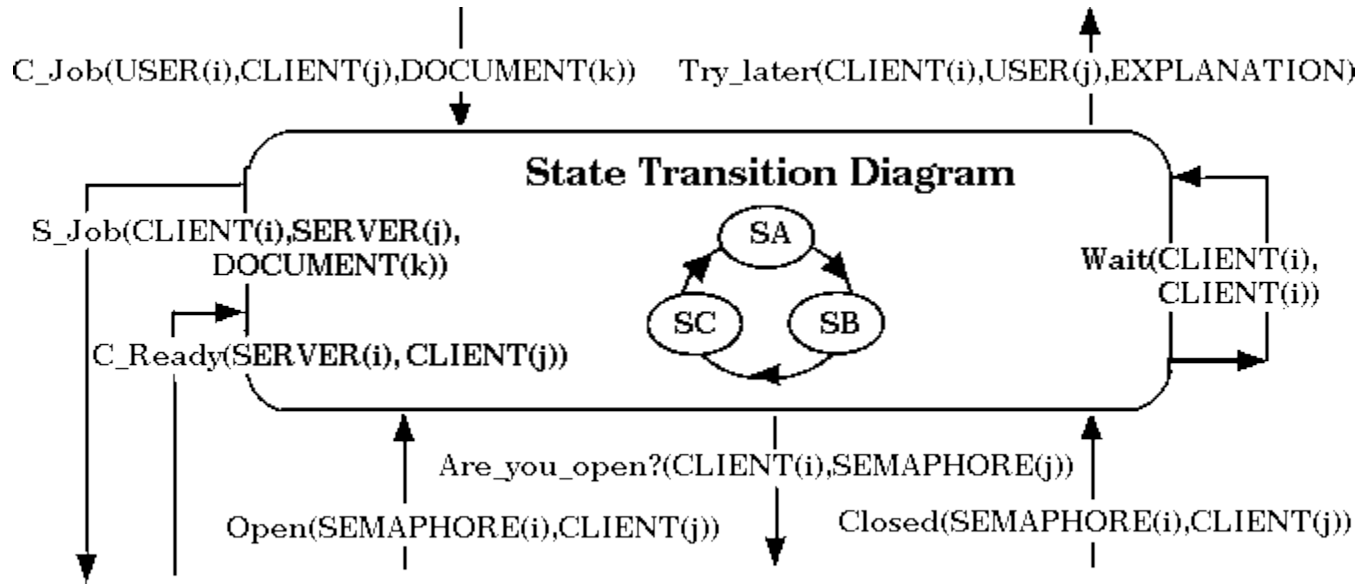 C_Job(USER(i),CLIENT(j),DOCUMENT(k))
Try_later(CLIENT(i),USER(j),EXPLANATION)
State Transition Diagram
S_Job(CLIENT(i),SERVER(j),
DOCUMENT(k))
SA
Wait(CLIENT(i),
CLIENT(i))
SC
SB
C_Ready(SERVER(i), CLIENT(j))
Are_you_open?(CLIENT(i),SEMAPHORE(j))
Open(SEMAPHORE(i),CLIENT(j))
Closed(SEMAPHORE(i),CLIENT(j))